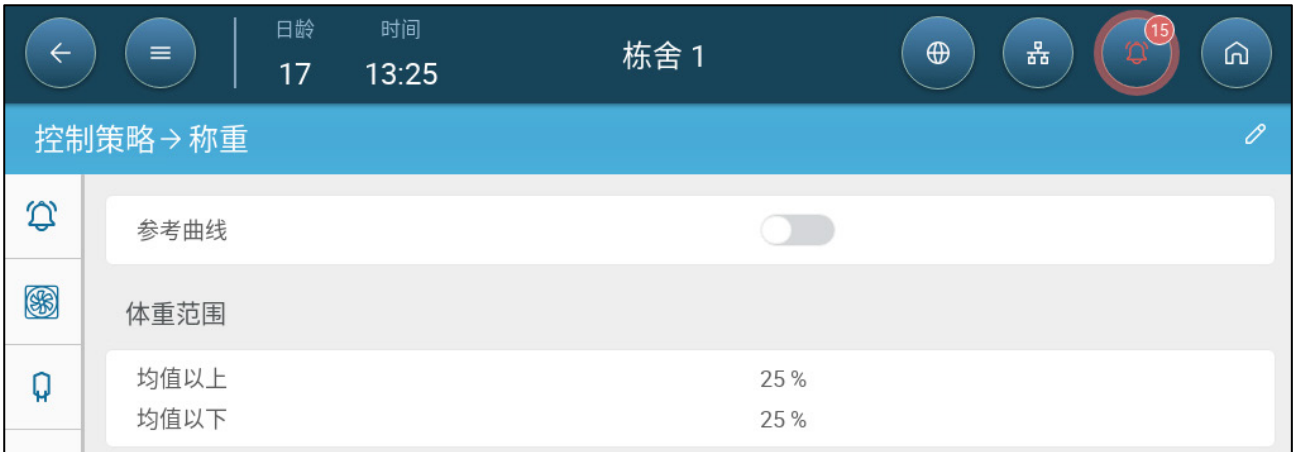 日龄 时间
17 13:25 栋舍 1 15
控制策略→称重
参考曲线
体重范围
均值以上 25 %
均值以下 25 %